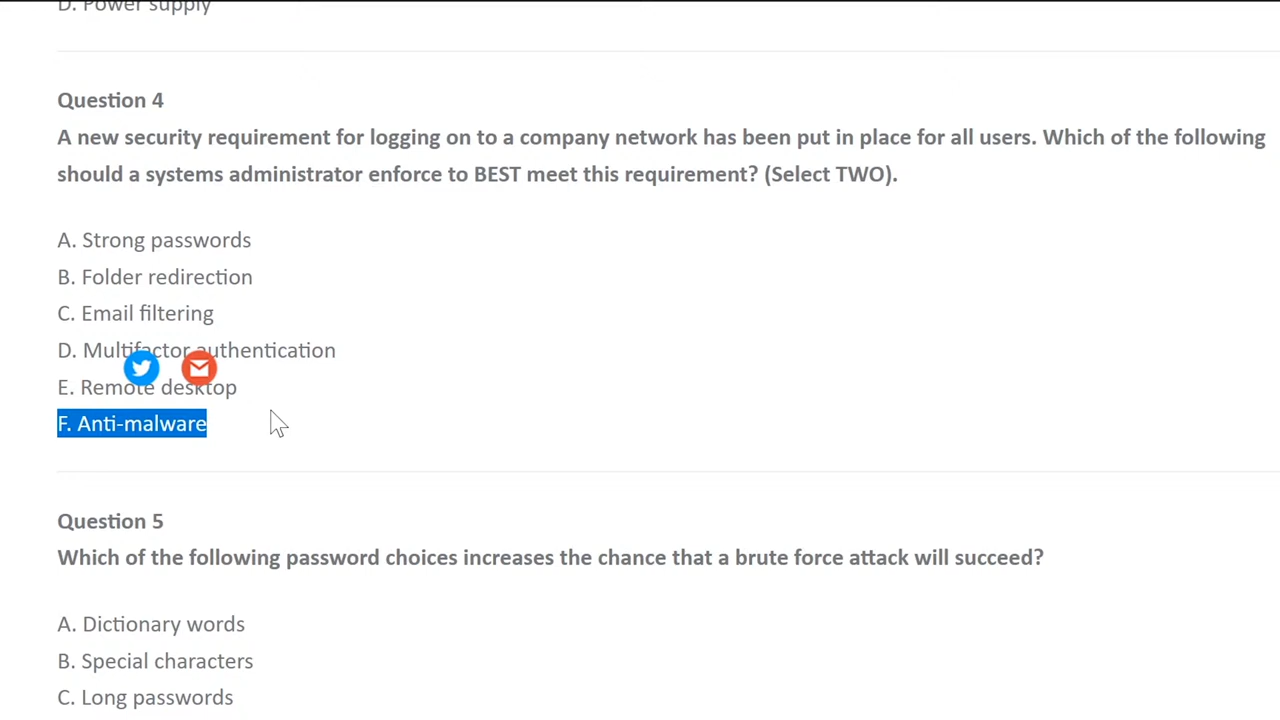 D. Power supply
Question 4
A new security requirement for logging on to a company network has been put in place for all users. Which of the following
should a systems administrator enforce to BEST meet this requirement? (Select TWO).
A. Strong passwords
B. Folder redirection
C. Email filtering
D. Multifactor authentication
E. Remote desktop
F. Anti-malware
Question 5
Which of the following password choices increases the chance that a brute force attack will succeed?
A. Dictionary words
B. Special characters
C. Long passwords